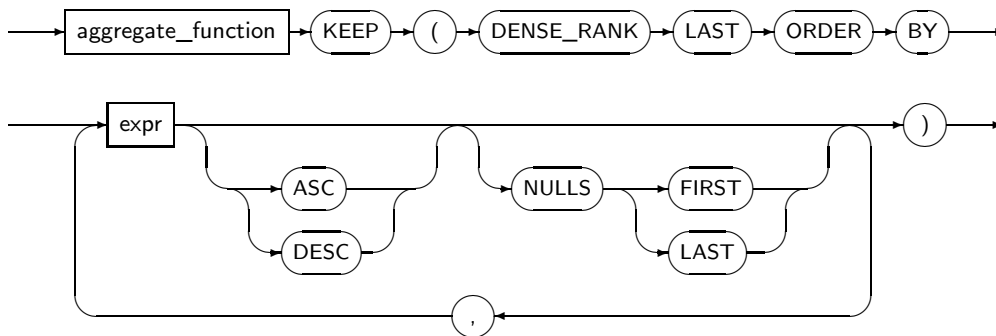 aggregate_function KEEP ( DENSE_RANK LAST ORDER BY
expr )
ASC NULLS FIRST
DESC LAST
,